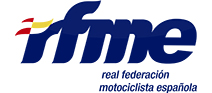 rfme
real federación
motociclista española